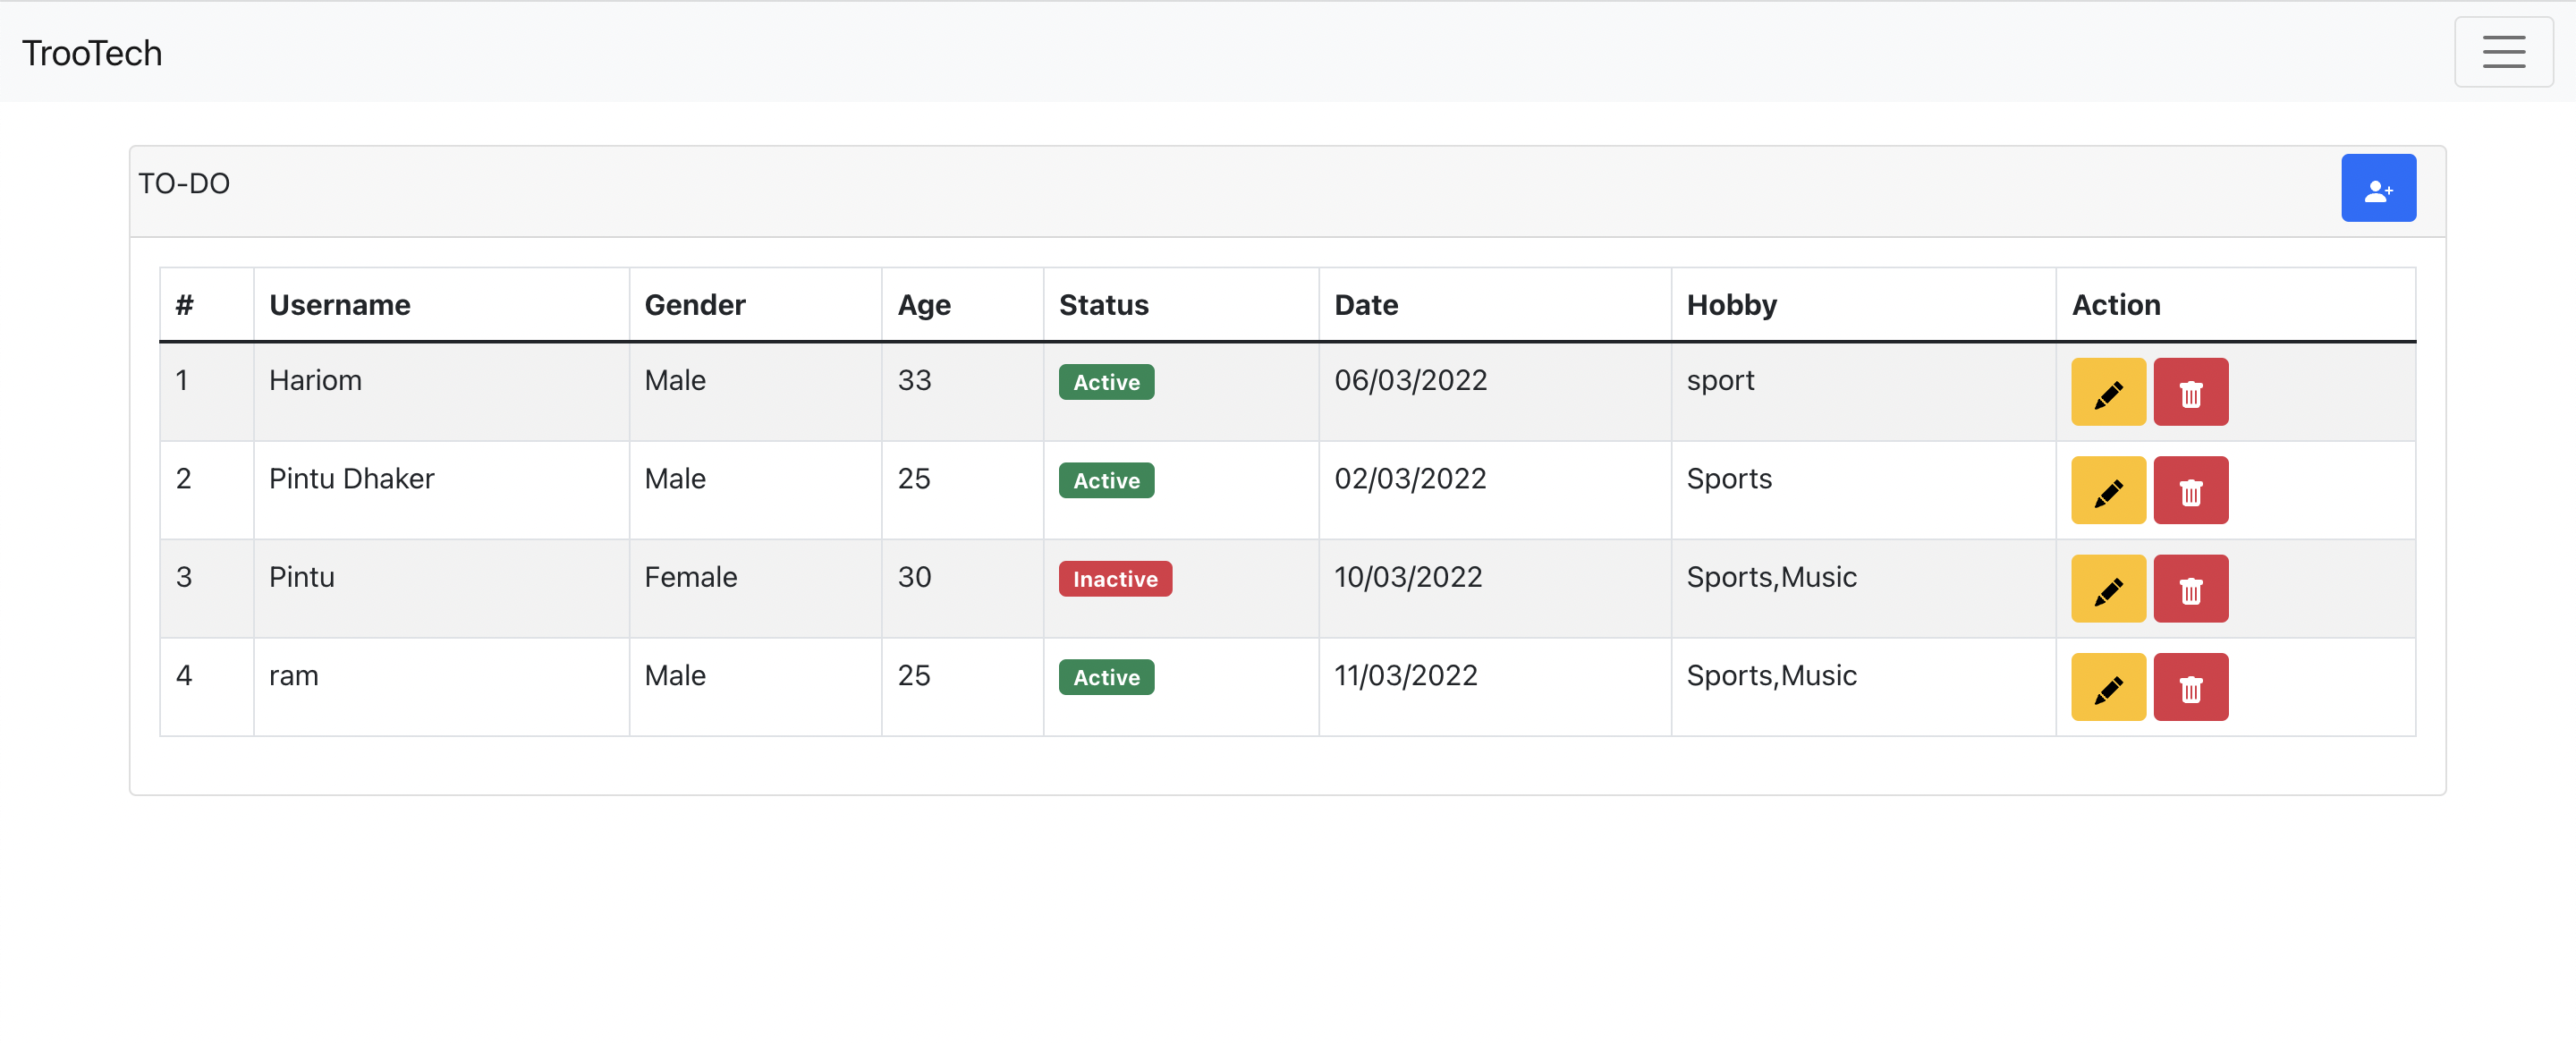 TrooTech
TO-DO
# Username Gender Age Status Date Hobby Action
1 Hariom Male 33 Active 06/03/2022 sport
2 Pintu Dhaker Male 25 Active 02/03/2022 Sports
3 Pintu Female 30 Inactive 10/03/2022 Sports,Music
4 ram Male 25 Active 11/03/2022 Sports,Music